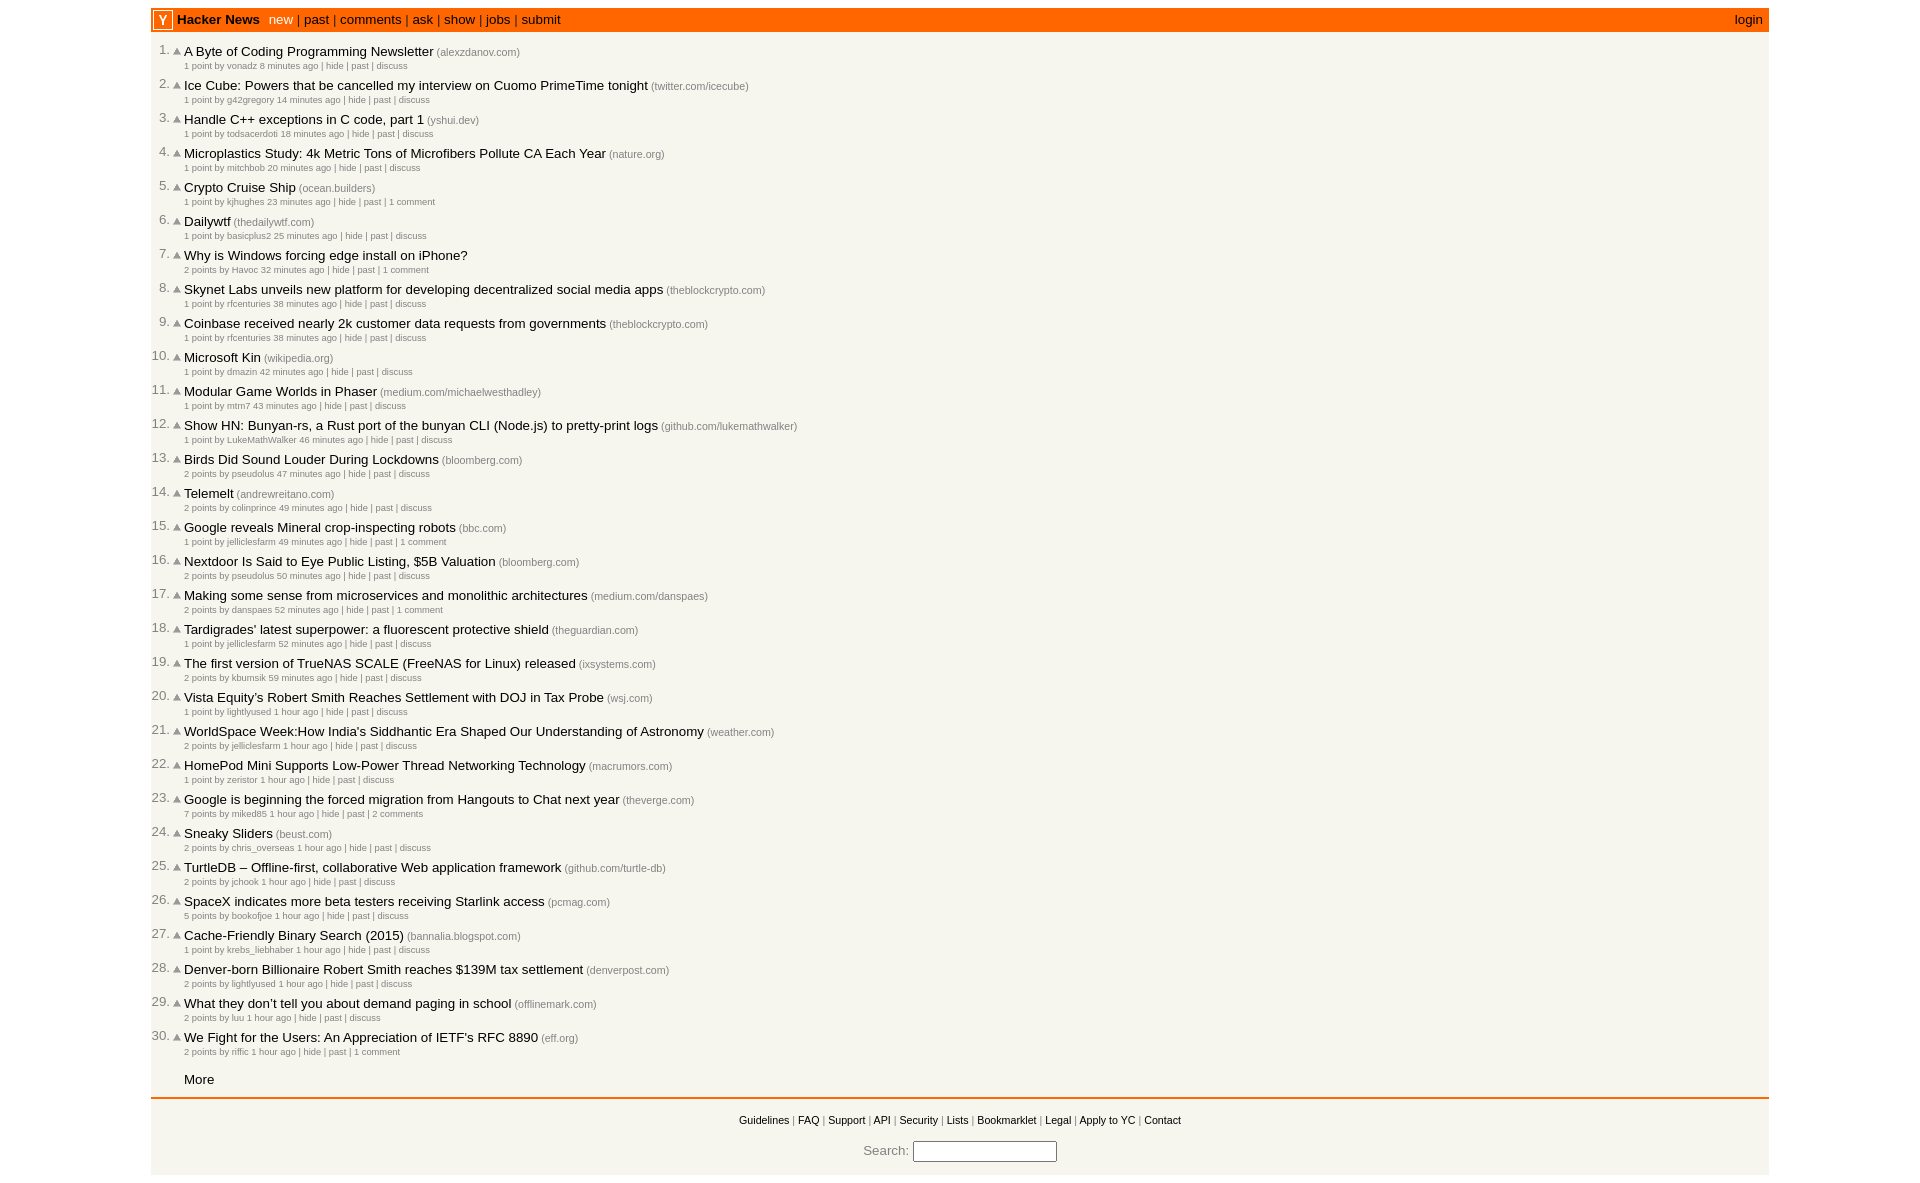 Y Hacker News new | past | comments | ask | show | jobs | submit login
1. A Byte of Coding Programming Newsletter (alexzdanov.com)
1 point by vonadz 8 minutes ago | hide | past | discuss
2. Ice Cube: Powers that be cancelled my interview on Cuomo PrimeTime tonight (twitter.com/icecube)
1 point by g42gregory 14 minutes ago | hide | past | discuss
3. Handle C++ exceptions in C code, part 1 (yshui.dev)
1 point by todsacerdoti 18 minutes ago | hide | past | discuss
4. Microplastics Study: 4k Metric Tons of Microfibers Pollute CA Each Year (nature.org)
1 point by mitchbob 20 minutes ago | hide | past | discuss
5. Crypto Cruise Ship (ocean.builders)
1 point by kjhughes 23 minutes ago | hide | past | 1 comment
6. Dailywtf (thedailywtf.com)
1 point by basicplus2 25 minutes ago | hide | past | discuss
7. Why is Windows forcing edge install on iPhone?
2 points by Havoc 32 minutes ago | hide | past | 1 comment
8. Skynet Labs unveils new platform for developing decentralized social media apps (theblockcrypto.com)
1 point by rfcenturies 38 minutes ago | hide | past | discuss
9. Coinbase received nearly 2k customer data requests from governments (theblockcrypto.com)
1 point by rfcenturies 38 minutes ago | hide | past | discuss
10. Microsoft Kin (wikipedia.org)
1 point by dmazin 42 minutes ago | hide | past | discuss
11. Modular Game Worlds in Phaser (medium.com/michaelwesthadley)
1 point by mtm7 43 minutes ago | hide | past | discuss
12. Show HN: Bunyan-rs, a Rust port of the bunyan CLI (Node.js) to pretty-print logs (github.com/lukemathwalker)
1 point by LukeMathWalker 46 minutes ago | hide | past | discuss
13. Birds Did Sound Louder During Lockdowns (bloomberg.com)
2 points by pseudolus 47 minutes ago | hide | past | discuss
14. Telemelt (andrewreitano.com)
2 points by colinprince 49 minutes ago | hide | past | discuss
15. Google reveals Mineral crop-inspecting robots (bbc.com)
1 point by jelliclesfarm 49 minutes ago | hide | past | 1 comment
16. Nextdoor Is Said to Eye Public Listing, $5B Valuation (bloomberg.com)
2 points by pseudolus 50 minutes ago | hide | past | discuss
17. Making some sense from microservices and monolithic architectures (medium.com/danspaes)
2 points by danspaes 52 minutes ago | hide | past | 1 comment
18. Tardigrades' latest superpower: a fluorescent protective shield (theguardian.com)
1 point by jelliclesfarm 52 minutes ago | hide | past | discuss
19. The first version of TrueNAS SCALE (FreeNAS for Linux) released (ixsystems.com)
2 points by kbumsik 59 minutes ago | hide | past | discuss
20. Vista Equity’s Robert Smith Reaches Settlement with DOJ in Tax Probe (wsj.com)
1 point by lightlyused 1 hour ago | hide | past | discuss
21. WorldSpace Week:How India's Siddhantic Era Shaped Our Understanding of Astronomy (weather.com)
2 points by jelliclesfarm 1 hour ago | hide | past | discuss
22. HomePod Mini Supports Low-Power Thread Networking Technology (macrumors.com)
1 point by zeristor 1 hour ago | hide | past | discuss
23. Google is beginning the forced migration from Hangouts to Chat next year (theverge.com)
7 points by miked85 1 hour ago | hide | past | 2 comments
24. Sneaky Sliders (beust.com)
2 points by chris_overseas 1 hour ago | hide | past | discuss
25. TurtleDB – Offline-first, collaborative Web application framework (github.com/turtle-db)
2 points by jchook 1 hour ago | hide | past | discuss
26. SpaceX indicates more beta testers receiving Starlink access (pcmag.com)
5 points by bookofjoe 1 hour ago | hide | past | discuss
27. Cache-Friendly Binary Search (2015) (bannalia.blogspot.com)
1 point by krebs_liebhaber 1 hour ago | hide | past | discuss
28. Denver-born Billionaire Robert Smith reaches $139M tax settlement (denverpost.com)
2 points by lightlyused 1 hour ago | hide | past | discuss
29. What they don’t tell you about demand paging in school (offlinemark.com)
2 points by luu 1 hour ago | hide | past | discuss
30. We Fight for the Users: An Appreciation of IETF's RFC 8890 (eff.org)
2 points by riffic 1 hour ago | hide | past | 1 comment
More
Guidelines | FAQ | Support | API | Security | Lists | Bookmarklet | Legal | Apply to YC | Contact
Search: